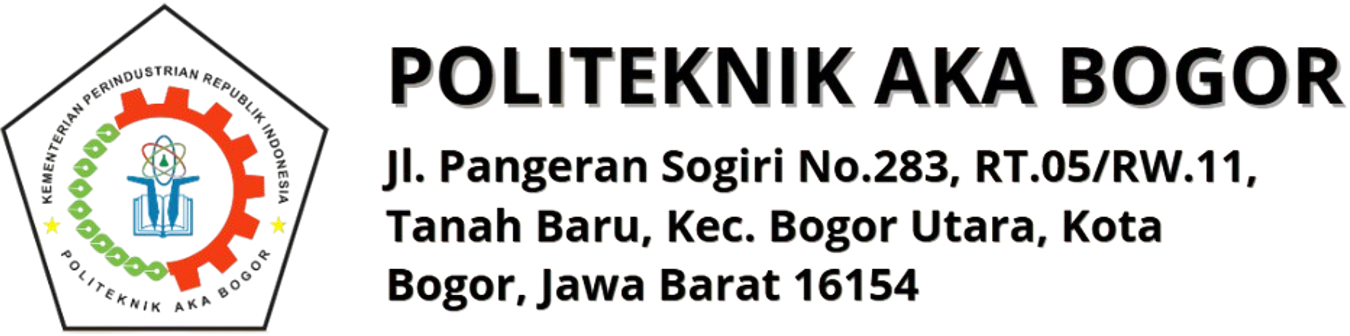 KEMENTERIAN PERINDUSTRIAN REPUBLIK INDONESIA
POLITEKNIK AKA BOGOR
POLITEKNIK AKA BOGOR
Jl. Pangeran Sogiri No.283, RT.05/RW.11,
Tanah Baru, Kec. Bogor Utara, Kota
Bogor, Jawa Barat 16154